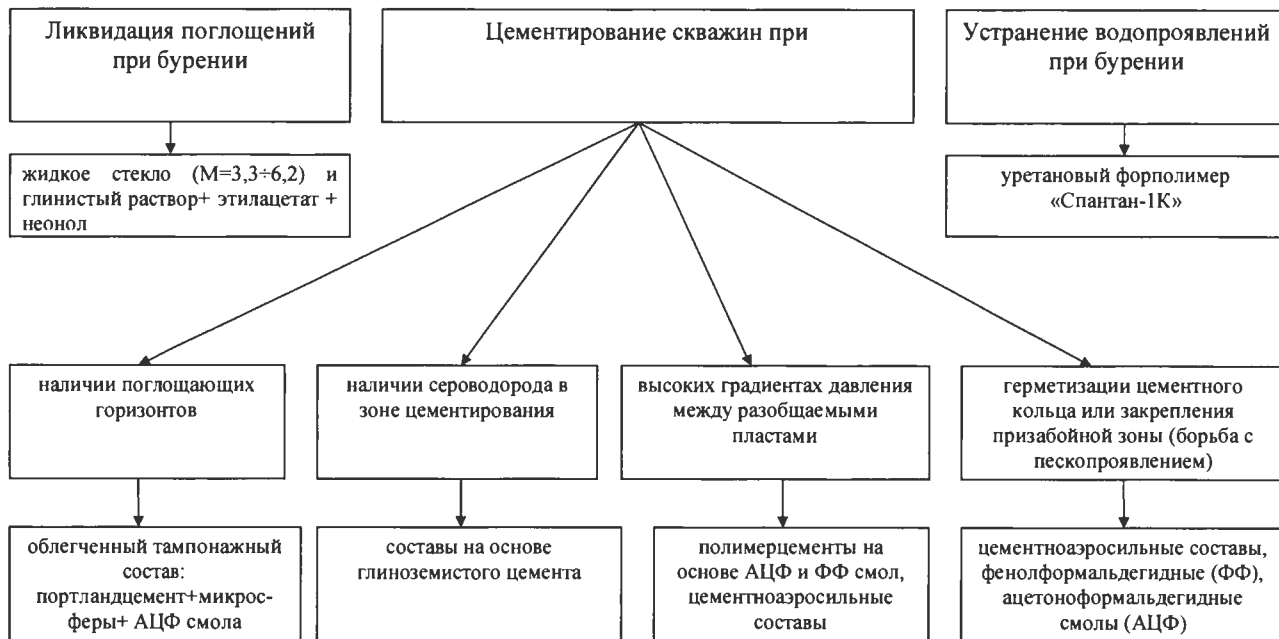 Ликвидация поглощений
при бурении
Цементирование скважин при
Устранение водопроявлений
при бурении
жидкое стекло (М=3,3÷6,2) и
глинистый раствор+ этилацетат +
неонол
уретановый форполимер
«Спантан-1К»
наличии поглощающих
горизонтов
наличии сероводорода в
зоне цементирования
высоких градиентах давления
между разобщаемыми
пластами
герметизации цементного
кольца или закрепления
призабойной зоны (борьба с
пескопроявлением)
облегченный тампонажный
состав:
портландцемент+микрос-
феры+ АЦФ смола
составы на основе
глиноземистого цемента
полимерцементы на
основе АЦФ и ФФ смол,
цементноаэросильные
составы
цементноаэросильные составы,
фенолформальдегидные (ФФ),
ацетоноформальдегидные
смолы (АЦФ)